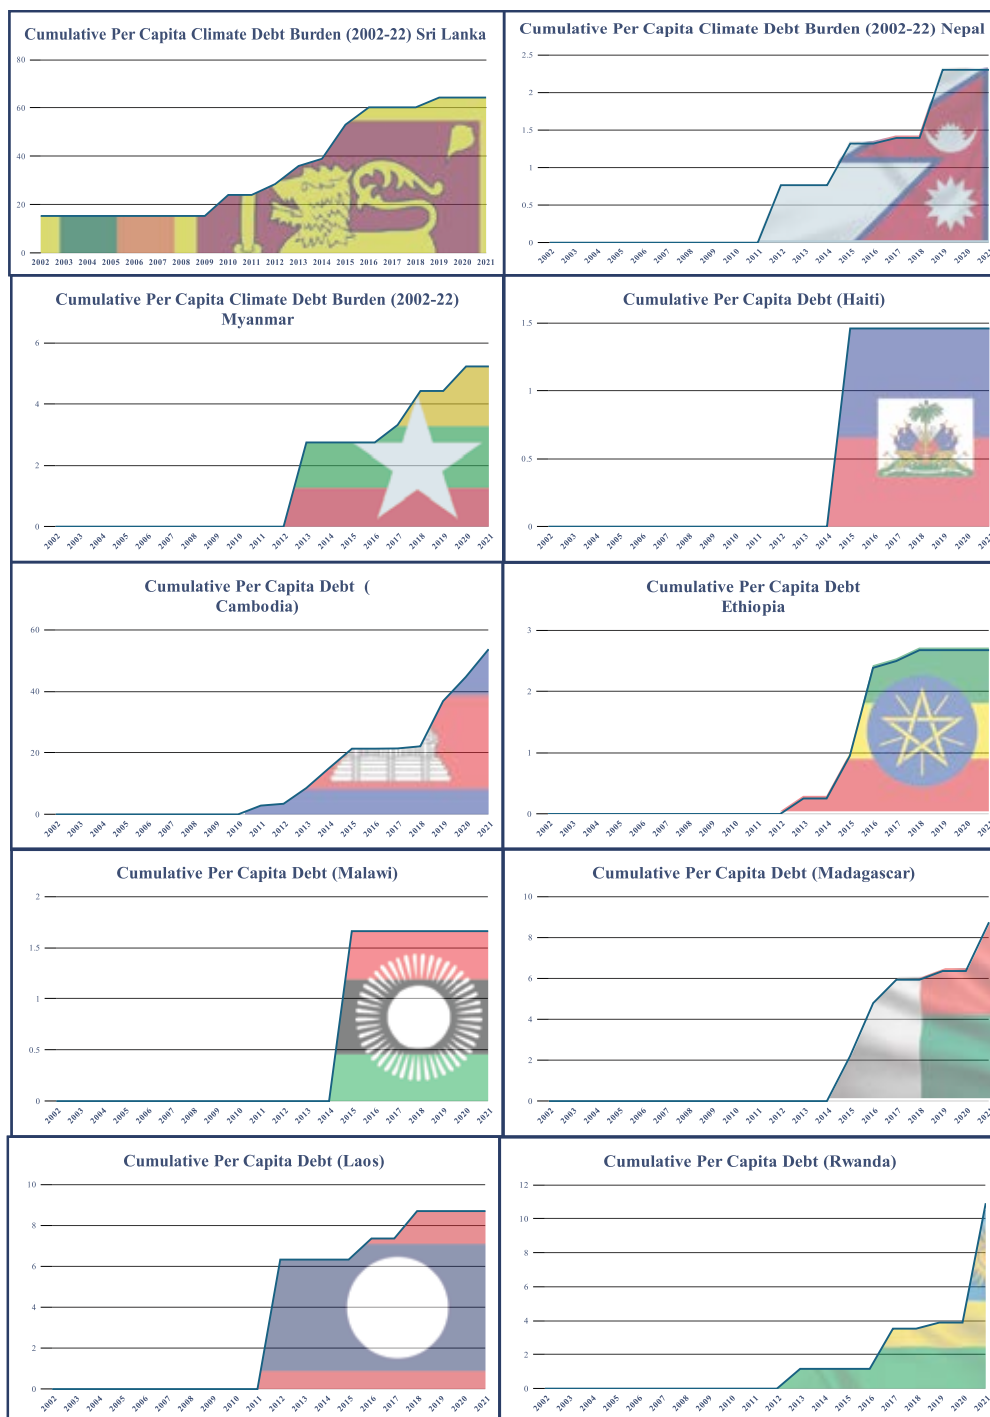 Cumulative Per Capita Climate Debt Burden (2002-22) Sri Lanka
80
60
40
20
0
2002 2003 2004 2005 2006 2007 2008 2009 2010 2011 2012 2013 2014 2015 2016 2017 2018 2019 2020 2021
Cumulative Per Capita Climate Debt Burden (2002-22) Nepal
2.5
2
1.5
1
0.5
0
2002 2003 2004 2005 2006 2007 2008 2009 2010 2011 2012 2013 2014 2015 2016 2017 2018 2019 2020 2021
Cumulative Per Capita Climate Debt Burden (2002-22)
Myanmar
6
4
2
0
2002 2003 2004 2005 2006 2007 2008 2009 2010 2011 2012 2013 2014 2015 2016 2017 2018 2019 2020 2021
Cumulative Per Capita Debt (Haiti)
1.5
1
0.5
0
2002 2003 2004 2005 2006 2007 2008 2009 2010 2011 2012 2013 2014 2015 2016 2017 2018 2019 2020 2021
Cumulative Per Capita Debt (
Cambodia)
60
40
20
0
2002 2003 2004 2005 2006 2007 2008 2009 2010 2011 2012 2013 2014 2015 2016 2017 2018 2019 2020 2021
Cumulative Per Capita Debt
Ethiopia
3
2
1
0
2002 2003 2004 2005 2006 2007 2008 2009 2010 2011 2012 2013 2014 2015 2016 2017 2018 2019 2020 2021
Cumulative Per Capita Debt (Malawi)
2
1.5
1
0.5
0
2002 2003 2004 2005 2006 2007 2008 2009 2010 2011 2012 2013 2014 2015 2016 2017 2018 2019 2020 2021
Cumulative Per Capita Debt (Madagascar)
10
8
6
4
2
0
2002 2003 2004 2005 2006 2007 2008 2009 2010 2011 2012 2013 2014 2015 2016 2017 2018 2019 2020 2021
Cumulative Per Capita Debt (Laos)
10
8
6
4
2
0
2002 2003 2004 2005 2006 2007 2008 2009 2010 2011 2012 2013 2014 2015 2016 2017 2018 2019 2020 2021
Cumulative Per Capita Debt (Rwanda)
12
10
8
6
4
2
0
2002 2003 2004 2005 2006 2007 2008 2009 2010 2011 2012 2013 2014 2015 2016 2017 2018 2019 2020 2021